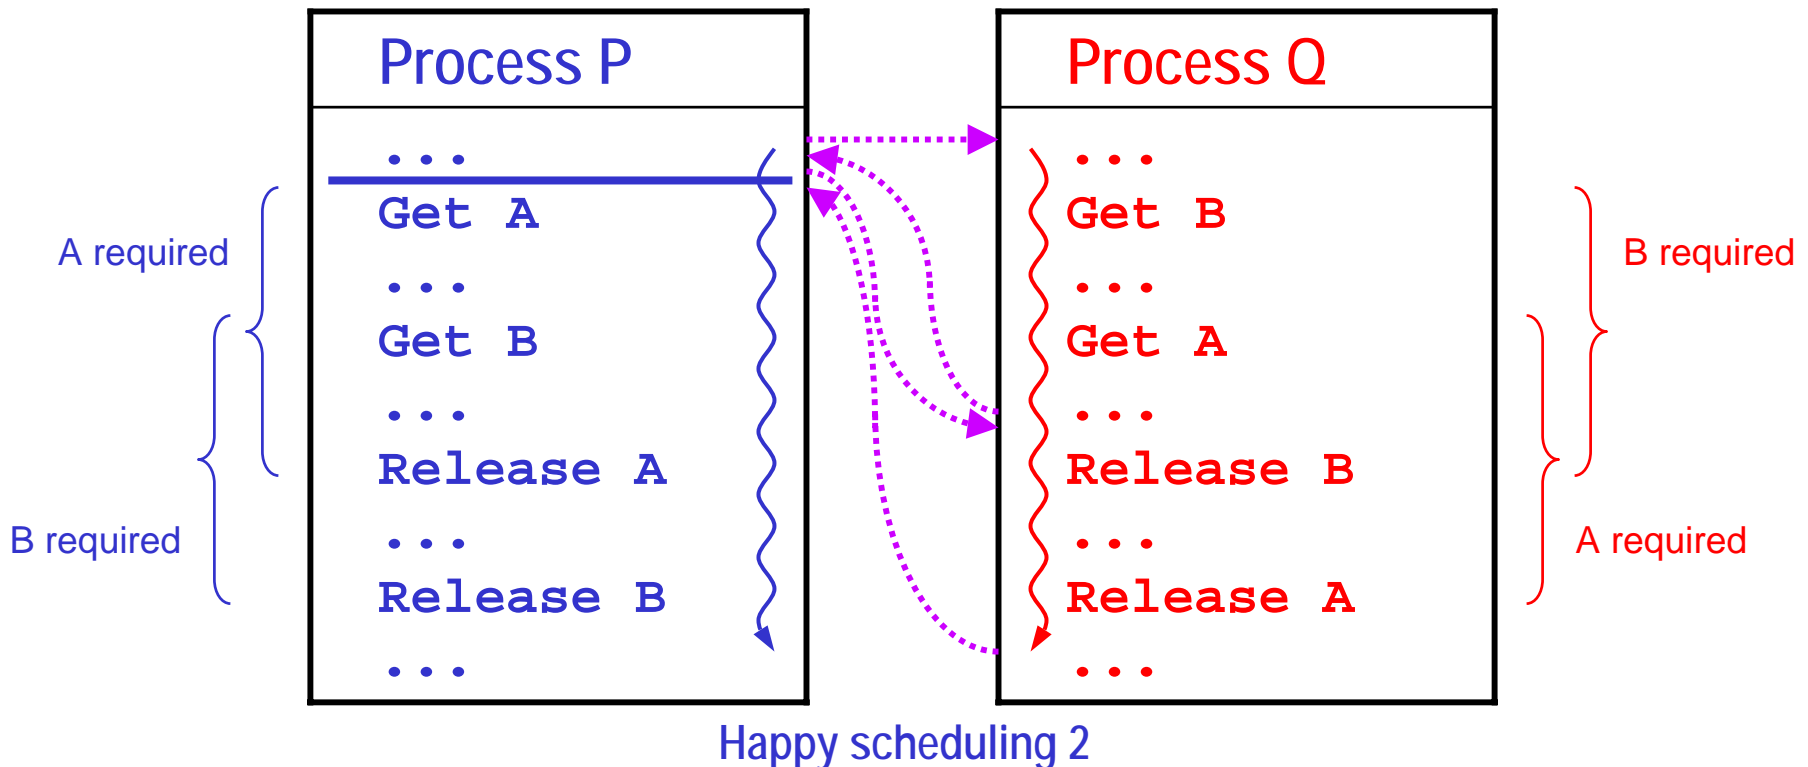 Process P
...
Get A
...
Get B
...
Release A
...
Release B
...
A required
B required
Process Q
...
Get B
...
Get A
...
Release B
...
Release A
...
B required
A required
Happy scheduling 2